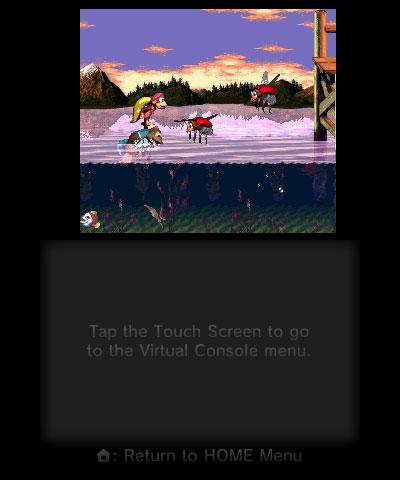 Tap the Touch Screen to go
to the Virtual Console menu.
: Return to HOME Menu